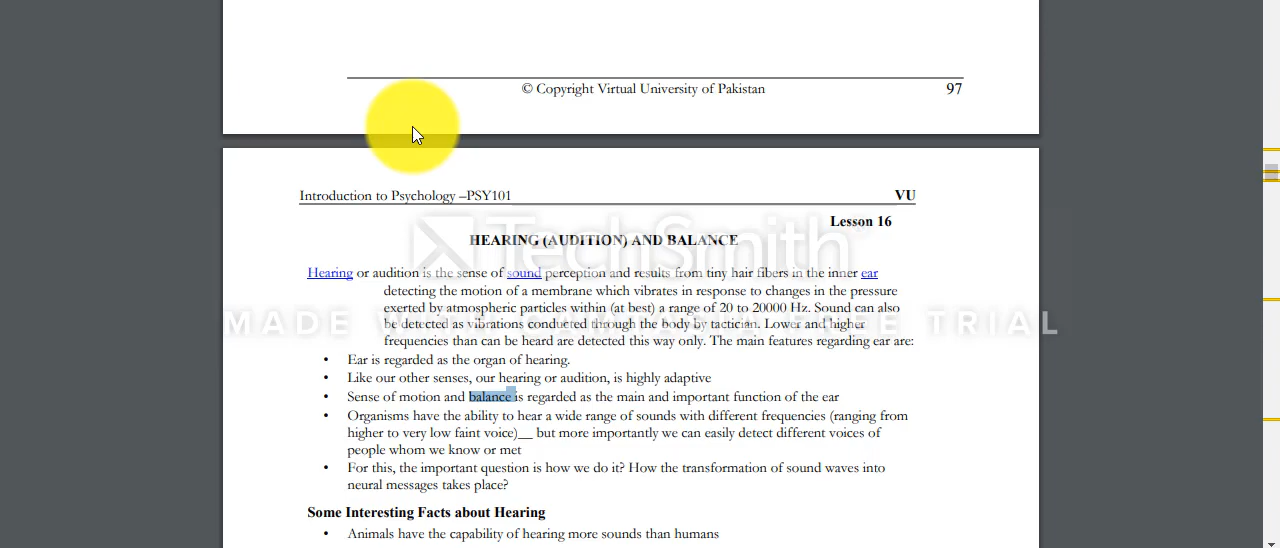 © Copyright Virtual University of Pakistan 97
Introduction to Psychology –PSY101 VU
Lesson 16
HEARING (AUDITION) AND BALANCE
TechSmith
Hearing or audition is the sense of sound perception and results from tiny hair fibers in the inner ear
detecting the motion of a membrane which vibrates in response to changes in the pressure
exerted by atmospheric particles within (at best) a range of 20 to 20000 Hz. Sound can also
MADE WITH CAMTASIA FREE TRIAL
be detected as vibrations conducted through the body by tactician. Lower and higher
frequencies than can be heard are detected this way only. The main features regarding ear are:
• Ear is regarded as the organ of hearing.
• Like our other senses, our hearing or audition, is highly adaptive
• Sense of motion and balance is regarded as the main and important function of the ear
• Organisms have the ability to hear a wide range of sounds with different frequencies (ranging from
higher to very low faint voice)__ but more importantly we can easily detect different voices of
people whom we know or met
• For this, the important question is how we do it? How the transformation of sound waves into
neural messages takes place?
Some Interesting Facts about Hearing
• Animals have the capability of hearing more sounds than humans